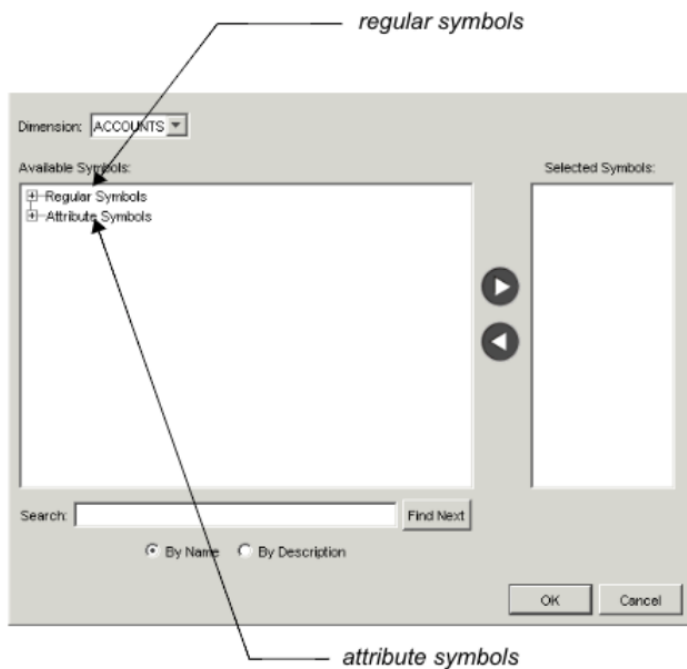 regular symbols
Dimension: ACCOUNTS
Available Symbols: Selected Symbols:
Regular Symbols
Attribute Symbols
Search: Find Next
By Name By Description
OK Cancel
attribute symbols